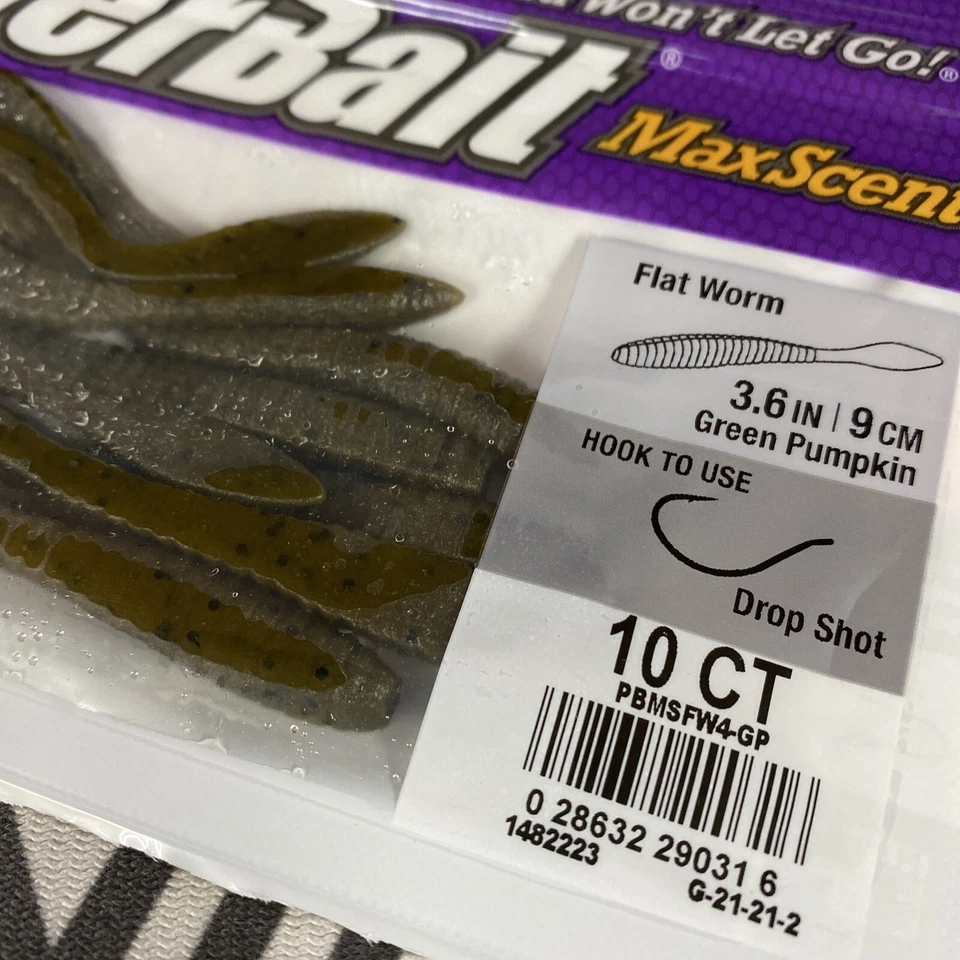 Won't Let Go!®
erBait®
MaxScent
Flat Worm
3.6 IN | 9 CM
Green Pumpkin
HOOK TO USE
Drop Shot
10 CT
PBMSFW4-GP
0 28632 29031 6
1482223
G-21-21-2